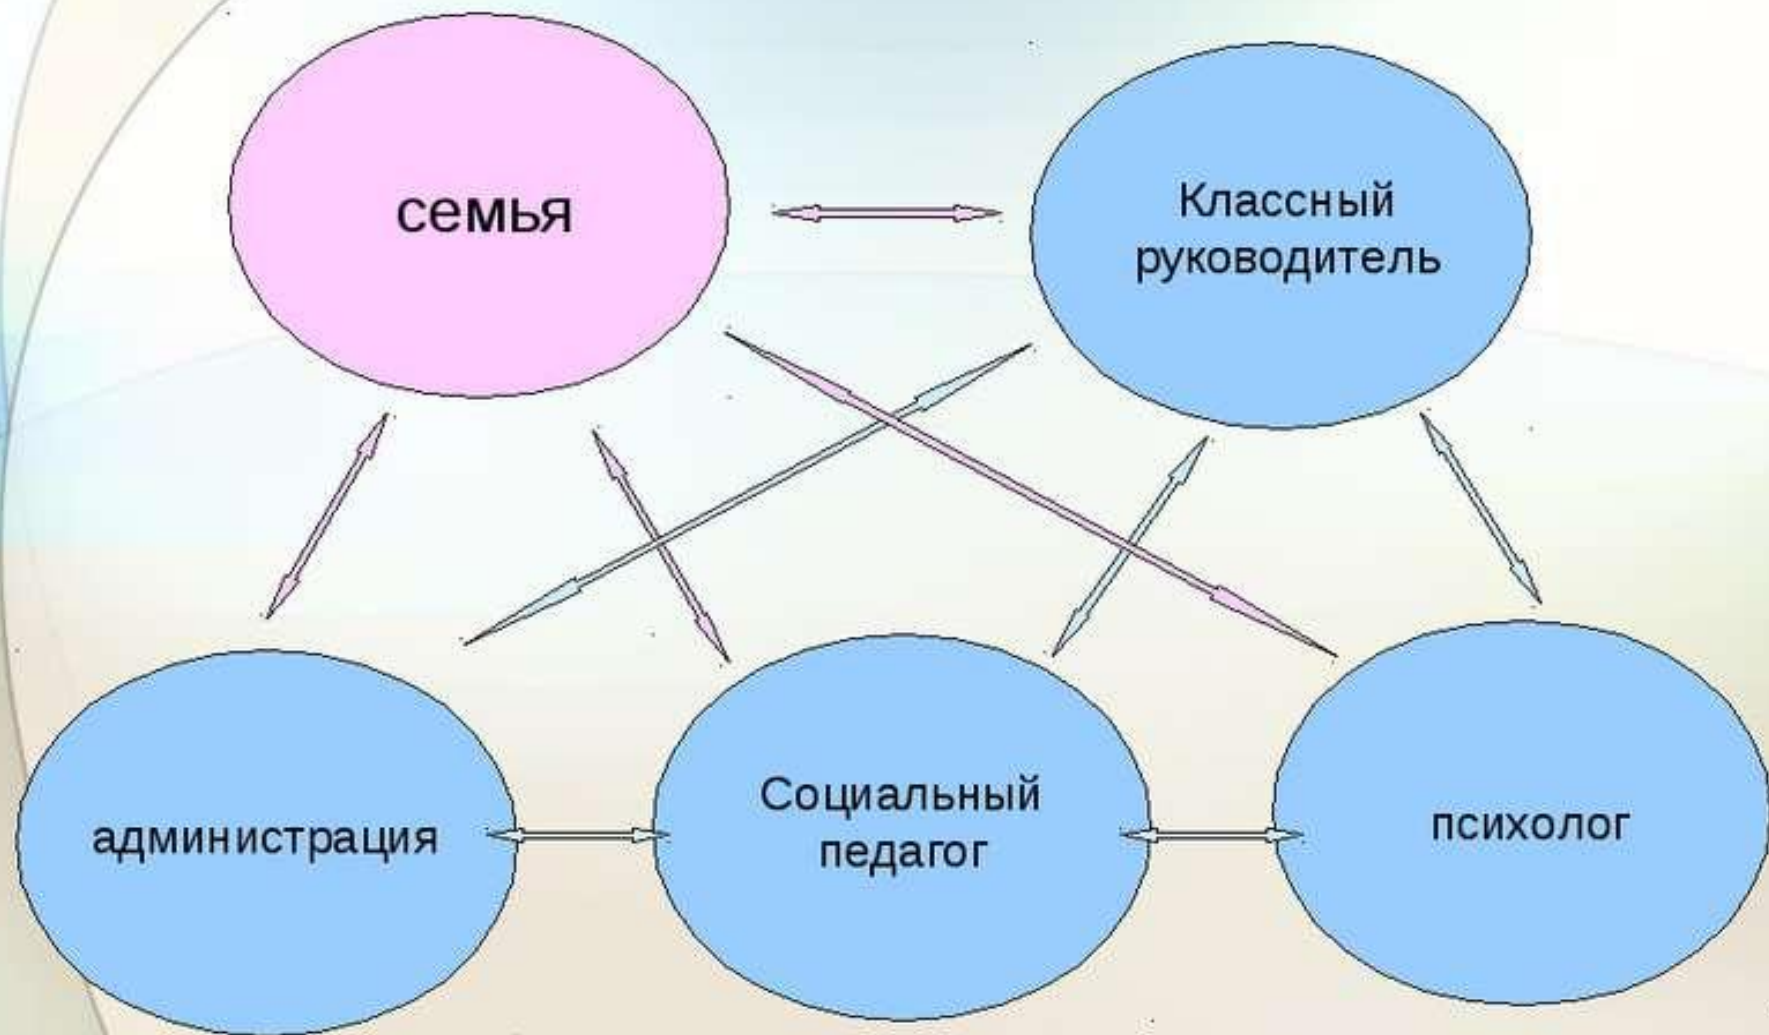 семья
Классный
руководитель
администрация
Социальный
педагог
психолог